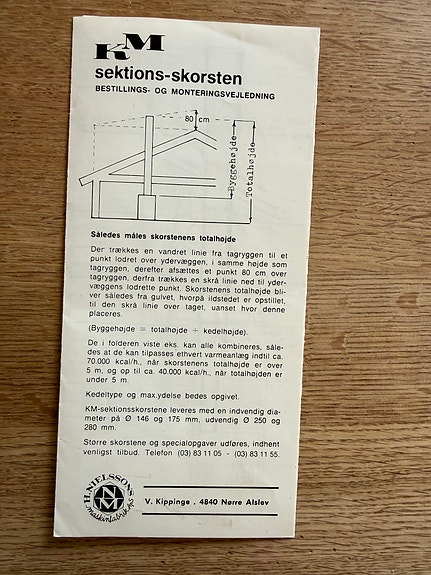 KM
sektions-skorsten
BESTILLINGS- OG MONTERINGSVEJLEDNING
80 cm
Byggehøjde
Totalhøjde
Således måles skorstenens totalhøjde
Der trækkes en vandret linie fra tagryggen til et
punkt lodret over ydervæggen, i samme højde som
tagryggen, derefter afsættes et punkt 80 cm over
tagryggen, derfra trækkes en skrå linie ned til yder-
væggens lodrette punkt. Skorstenens totalhøjde bli-
ver således fra gulvet, hvorpå ildstedet er opstillet,
til den skrå linie over taget, uanset hvor denne
placeres.
(Byggehøjde = totalhøjde ÷ kedelhøjde).
De i folderen viste eks. kan alle kombineres, såle-
des at de kan tilpasses ethvert varmeanlæg indtil ca.
70.000 kcal/h., når skorstenens totalhøjde er over
5 m, og op til ca. 40.000 kcal/h., når totalhøjden er
under 5 m.
Kedeltype og max.ydelse bedes opgivet.
KM-sektionsskorstene leveres med en indvendig dia-
meter på Ø 146 og 175 mm, udvendig Ø 250 og
280 mm.
Større skorstene og specialopgaver udføres, indhent
venligst tilbud. Telefon (03) 83 11 05 - (03) 83 11 55.
H. NIELSSONS
NM
maskinfabrik A/S
V. Kippinge . 4840 Nørre Alslev